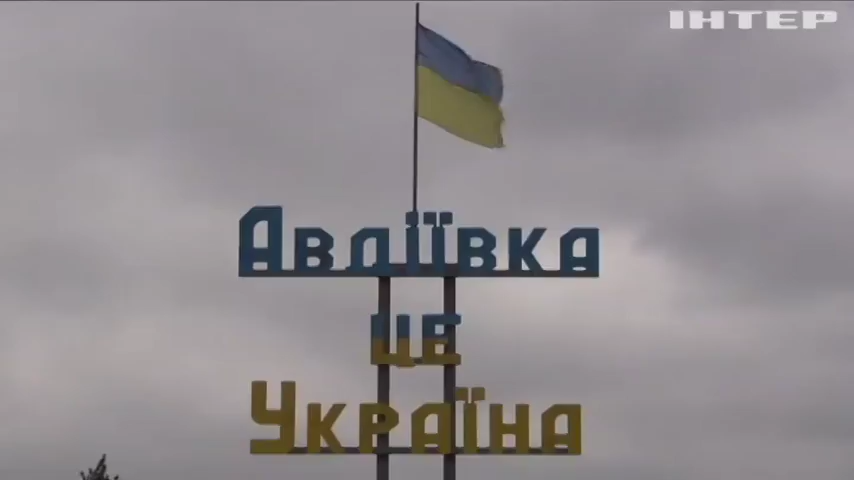 ІНТЕР
Авдіївка
це
Україна